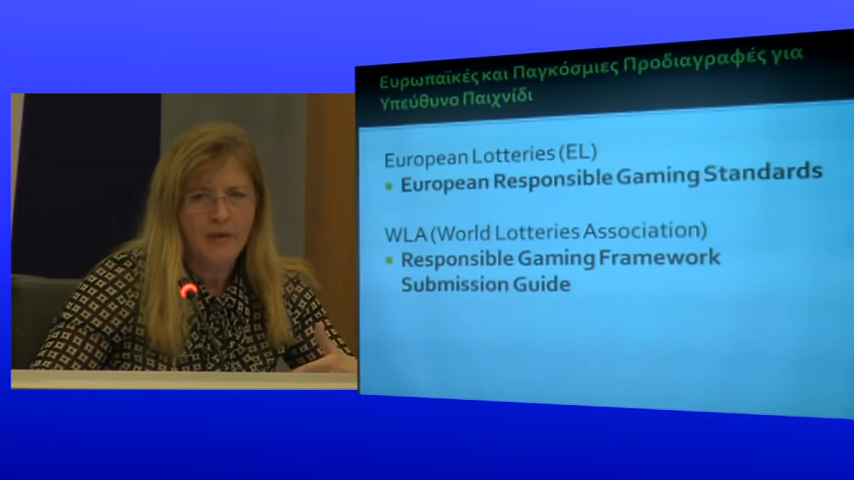 Ευρωπαϊκές και Παγκόσμιες Προδιαγραφές για
Υπεύθυνο Παιχνίδι
European Lotteries (EL)
European Responsible Gaming Standards
WLA (World Lotteries Association)
Responsible Gaming Framework
Submission Guide